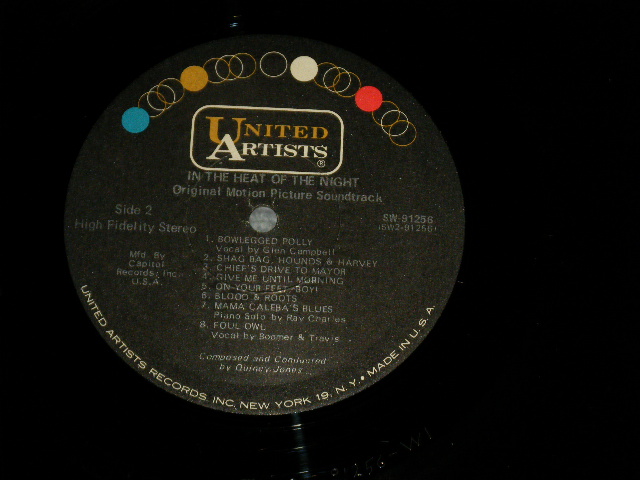 UNITED
ARTISTS
®
IN THE HEAT OF THE NIGHT
Original Motion Picture Soundtrack
Side 2
High Fidelity Stereo
SW-91256
(SW2-91256)
Mfd. By
Capitol
Records, Inc.
U.S.A.
1. BOWLEGGED POLLY
Vocal by Glen Campbell
2. SHAG BAG, HOUNDS & HARVEY
3. CHIEF'S DRIVE TO MAYOR
4. GIVE ME UNTIL MORNING
5. ON YOUR FEET, BOY!
6. BLOOD & ROOTS
7. MAMA CALEBA'S BLUES
Piano Solo by Ray Charles
8. FOUL OWL
Vocal by Boomer & Travis
Composed and Conducted
by Quincy Jones
UNITED ARTISTS RECORDS, INC. NEW YORK 19, N.Y. • MADE IN U.S.A.